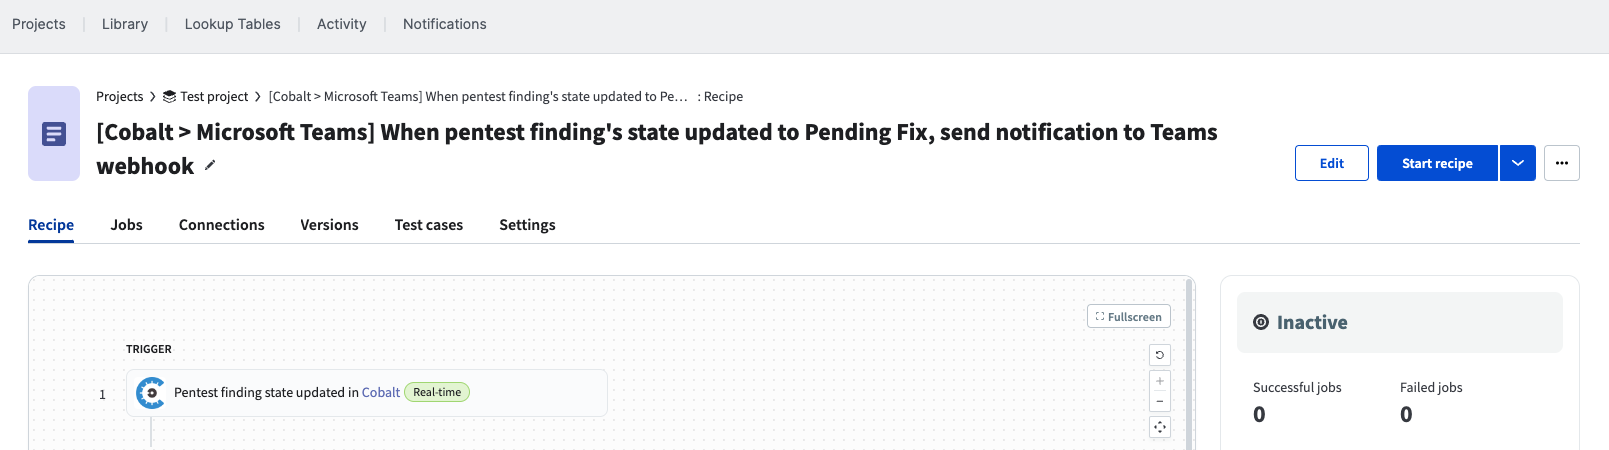 Projects Library Lookup Tables Activity Notifications
Projects > Test project > [Cobalt > Microsoft Teams] When pentest finding's state updated to Pe... : Recipe
[Cobalt > Microsoft Teams] When pentest finding's state updated to Pending Fix, send notification to Teams
webhook
Edit Start recipe
Recipe Jobs Connections Versions Test cases Settings
Fullscreen
Inactive
TRIGGER
1 Pentest finding state updated in Cobalt Real-time
Successful jobs Failed jobs
0 0